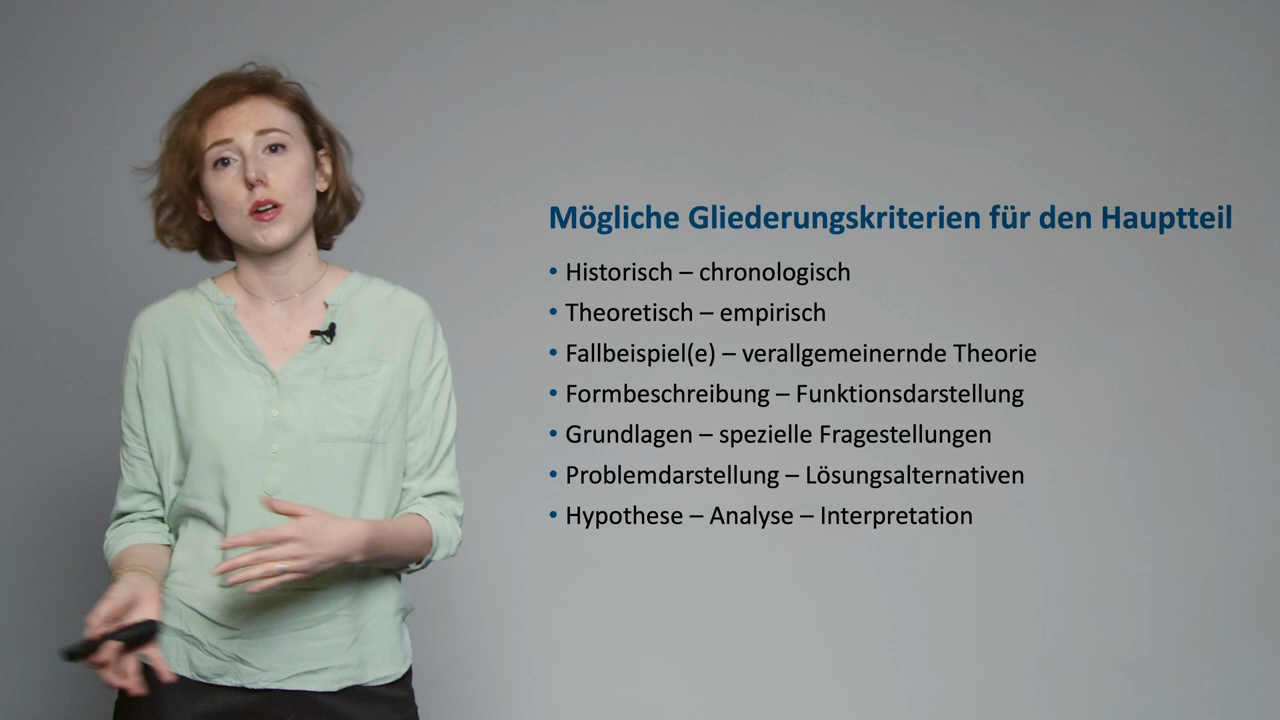 Mögliche Gliederungskriterien für den Hauptteil
• Historisch – chronologisch
• Theoretisch – empirisch
• Fallbeispiel(e) – verallgemeinernde Theorie
• Formbeschreibung – Funktionsdarstellung
• Grundlagen – spezielle Fragestellungen
• Problemdarstellung – Lösungsalternativen
• Hypothese – Analyse – Interpretation